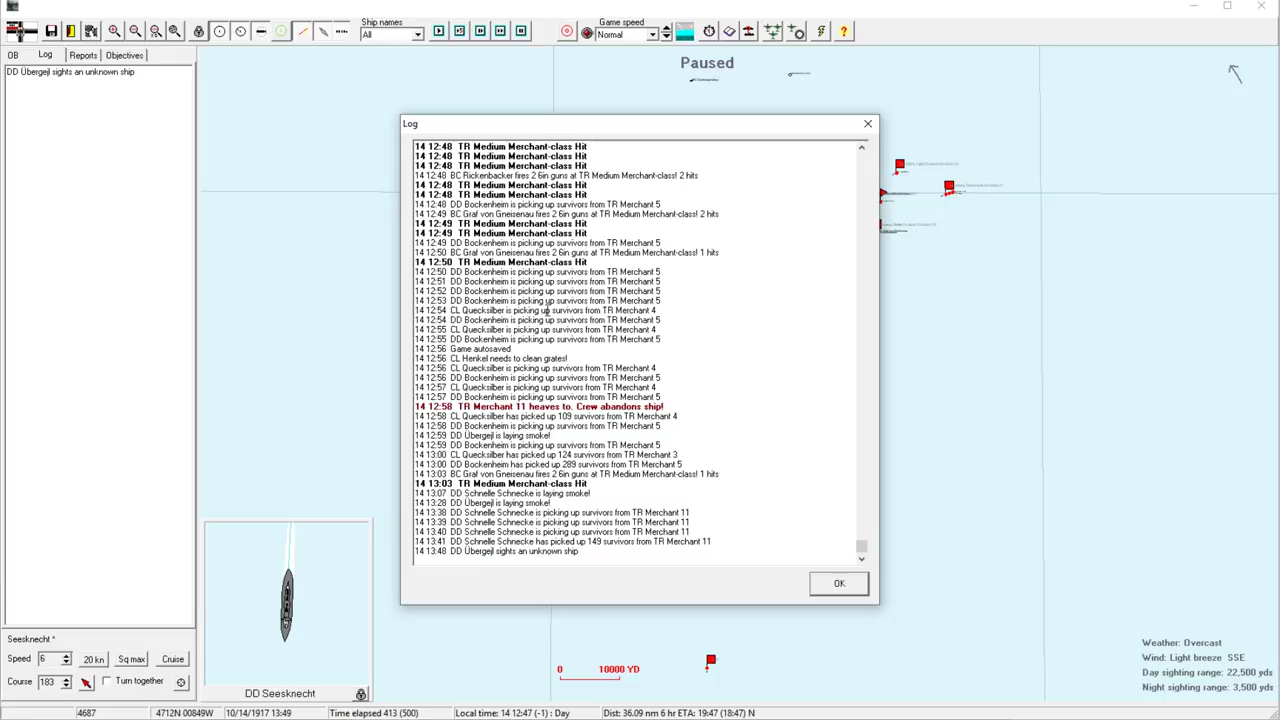 Ship names
All
Game speed
Normal
OB
Log
Reports
Objectives
DD Übergejl sights an unknown ship
Paused
Log
14 12:48 TR Medium Merchant-class Hit
14 12:48 TR Medium Merchant-class Hit
14 12:48 TR Medium Merchant-class Hit
14 12:48 BC Rickenbacker fires 2 6in guns at TR Medium Merchant-class! 2 hits
14 12:48 TR Medium Merchant-class Hit
14 12:48 TR Medium Merchant-class Hit
14 12:48 DD Bockenheim is picking up survivors from TR Merchant 5
14 12:49 BC Graf von Gneisenau fires 2 6in guns at TR Medium Merchant-class! 2 hits
14 12:49 TR Medium Merchant-class Hit
14 12:49 TR Medium Merchant-class Hit
14 12:49 DD Bockenheim is picking up survivors from TR Merchant 5
14 12:50 BC Graf von Gneisenau fires 2 6in guns at TR Medium Merchant-class! 1 hits
14 12:50 TR Medium Merchant-class Hit
14 12:50 DD Bockenheim is picking up survivors from TR Merchant 5
14 12:51 DD Bockenheim is picking up survivors from TR Merchant 5
14 12:52 DD Bockenheim is picking up survivors from TR Merchant 5
14 12:53 DD Bockenheim is picking up survivors from TR Merchant 5
14 12:54 CL Quecksilber is picking up survivors from TR Merchant 4
14 12:54 DD Bockenheim is picking up survivors from TR Merchant 5
14 12:55 CL Quecksilber is picking up survivors from TR Merchant 4
14 12:55 DD Bockenheim is picking up survivors from TR Merchant 5
14 12:56 Game autosaved
14 12:56 CL Henkel needs to clean grates!
14 12:56 CL Quecksilber is picking up survivors from TR Merchant 4
14 12:56 DD Bockenheim is picking up survivors from TR Merchant 5
14 12:57 CL Quecksilber is picking up survivors from TR Merchant 4
14 12:57 DD Bockenheim is picking up survivors from TR Merchant 5
14 12:58 TR Merchant 11 heaves to. Crew abandons ship!
14 12:58 CL Quecksilber has picked up 109 survivors from TR Merchant 4
14 12:58 DD Bockenheim is picking up survivors from TR Merchant 5
14 12:59 DD Übergejl is laying smoke!
14 12:59 DD Bockenheim is picking up survivors from TR Merchant 5
14 13:00 CL Quecksilber has picked up 124 survivors from TR Merchant 3
14 13:00 DD Bockenheim has picked up 289 survivors from TR Merchant 5
14 13:03 BC Graf von Gneisenau fires 2 6in guns at TR Medium Merchant-class! 1 hits
14 13:03 TR Medium Merchant-class Hit
14 13:07 DD Schnelle Schnecke is laying smoke!
14 13:28 DD Übergejl is laying smoke!
14 13:38 DD Schnelle Schnecke is picking up survivors from TR Merchant 11
14 13:39 DD Schnelle Schnecke is picking up survivors from TR Merchant 11
14 13:40 DD Schnelle Schnecke is picking up survivors from TR Merchant 11
14 13:41 DD Schnelle Schnecke has picked up 149 survivors from TR Merchant 11
14 13:48 DD Übergejl sights an unknown ship
OK
Seesknecht *
Speed 6 20 kn Sq max Cruise
Course 183 Turn together
DD Seesknecht
0 10000 YD
Weather: Overcast
Wind: Light breeze SSE
Day sighting range: 22,500 yds
Night sighting range: 3,500 yds
4687 4712N 00849W 10/14/1917 13:49 Time elapsed 413 (500) Local time: 14 12:47 (-1) : Day Dist: 36.09 nm 6 hr ETA: 19:47 (18:47) N